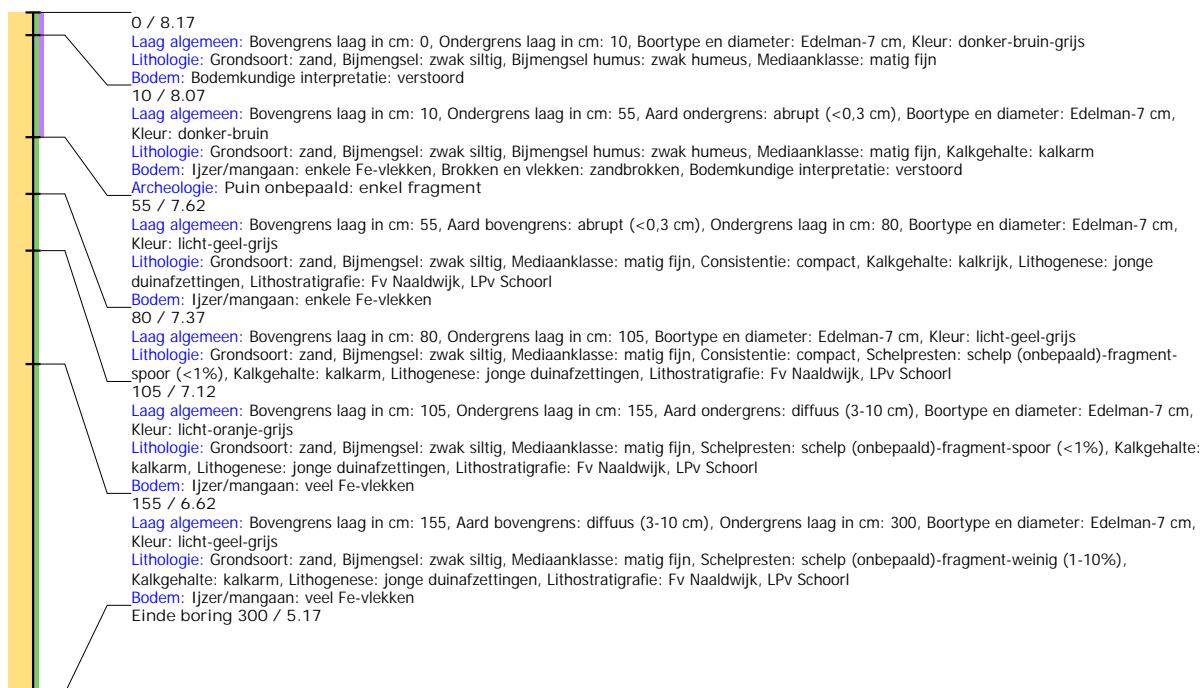 0 / 8.17
Laag algemeen: Bovengrens laag in cm: 0, Ondergrens laag in cm: 10, Boortype en diameter: Edelman-7 cm, Kleur: donker-bruin-grijs
Lithologie: Grondsoort: zand, Bijmengsel: zwak siltig, Bijmengsel humus: zwak humeus, Mediaanklasse: matig fijn
Bodem: Bodemkundige interpretatie: verstoord
10 / 8.07
Laag algemeen: Bovengrens laag in cm: 10, Ondergrens laag in cm: 55, Aard ondergrens: abrupt (<0,3 cm), Boortype en diameter: Edelman-7 cm,
Kleur: donker-bruin
Lithologie: Grondsoort: zand, Bijmengsel: zwak siltig, Bijmengsel humus: zwak humeus, Mediaanklasse: matig fijn, Kalkgehalte: kalkarm
Bodem: Ijzer/mangaan: enkele Fe-vlekken, Brokken en vlekken: zandbrokken, Bodemkundige interpretatie: verstoord
Archeologie: Puin onbepaald: enkel fragment
55 / 7.62
Laag algemeen: Bovengrens laag in cm: 55, Aard bovengrens: abrupt (<0,3 cm), Ondergrens laag in cm: 80, Boortype en diameter: Edelman-7 cm,
Kleur: licht-geel-grijs
Lithologie: Grondsoort: zand, Bijmengsel: zwak siltig, Mediaanklasse: matig fijn, Consistentie: compact, Kalkgehalte: kalkrijk, Lithogenese: jonge
duinafzettingen, Lithostratigrafie: Fv Naaldwijk, LPv Schoorl
Bodem: Ijzer/mangaan: enkele Fe-vlekken
80 / 7.37
Laag algemeen: Bovengrens laag in cm: 80, Ondergrens laag in cm: 105, Boortype en diameter: Edelman-7 cm, Kleur: licht-geel-grijs
Lithologie: Grondsoort: zand, Bijmengsel: zwak siltig, Mediaanklasse: matig fijn, Consistentie: compact, Schelpresten: schelp (onbepaald)-fragment-
spoor (<1%), Kalkgehalte: kalkarm, Lithogenese: jonge duinafzettingen, Lithostratigrafie: Fv Naaldwijk, LPv Schoorl
105 / 7.12
Laag algemeen: Bovengrens laag in cm: 105, Ondergrens laag in cm: 155, Aard ondergrens: diffuus (3-10 cm), Boortype en diameter: Edelman-7 cm,
Kleur: licht-oranje-grijs
Lithologie: Grondsoort: zand, Bijmengsel: zwak siltig, Mediaanklasse: matig fijn, Schelpresten: schelp (onbepaald)-fragment-spoor (<1%), Kalkgehalte:
kalkarm, Lithogenese: jonge duinafzettingen, Lithostratigrafie: Fv Naaldwijk, LPv Schoorl
Bodem: Ijzer/mangaan: veel Fe-vlekken
155 / 6.62
Laag algemeen: Bovengrens laag in cm: 155, Aard bovengrens: diffuus (3-10 cm), Ondergrens laag in cm: 300, Boortype en diameter: Edelman-7 cm,
Kleur: licht-geel-grijs
Lithologie: Grondsoort: zand, Bijmengsel: zwak siltig, Mediaanklasse: matig fijn, Schelpresten: schelp (onbepaald)-fragment-weinig (1-10%),
Kalkgehalte: kalkarm, Lithogenese: jonge duinafzettingen, Lithostratigrafie: Fv Naaldwijk, LPv Schoorl
Bodem: Ijzer/mangaan: veel Fe-vlekken
Einde boring 300 / 5.17